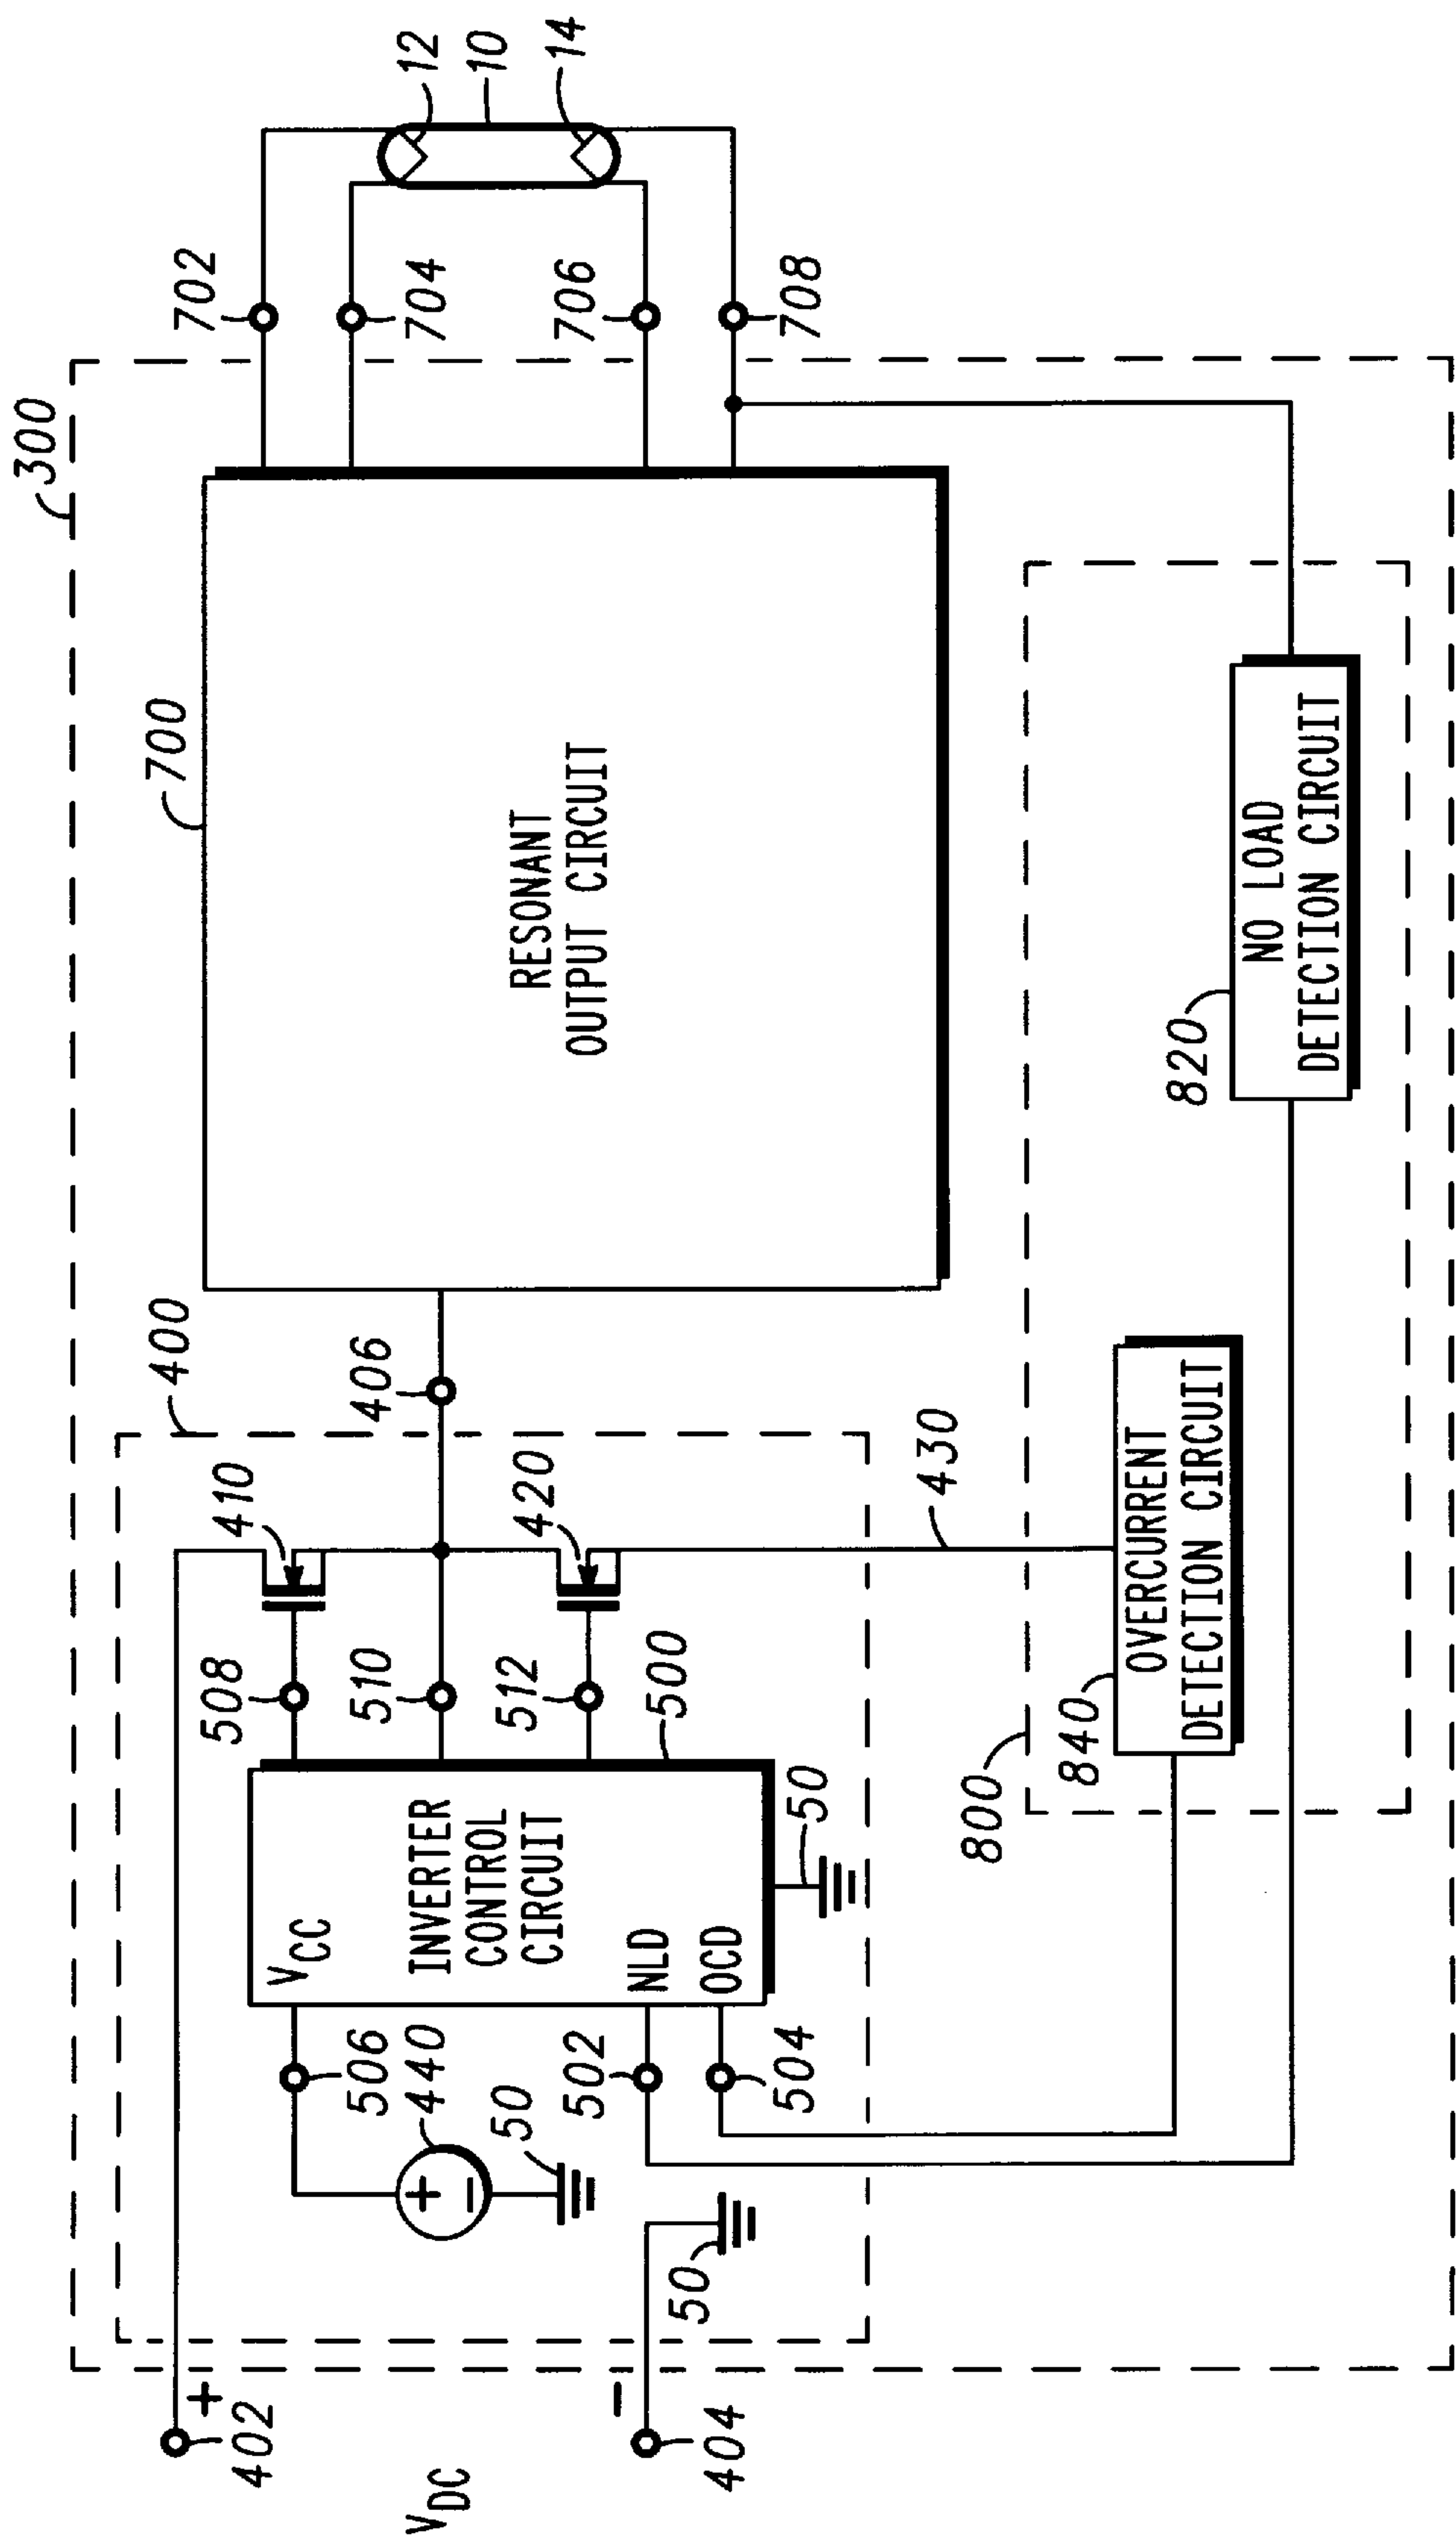 300
400
700
702
12
10
704
14
706
708
402
+
VDC
404
-
410
508
406
510
420
512
500
VCC
INVERTER
CONTROL
CIRCUIT
NLD
OCD
506
440
+
-
50
502
504
50
50
430
RESONANT
OUTPUT CIRCUIT
800
840
OVERCURRENT
DETECTION CIRCUIT
820
NO LOAD
DETECTION CIRCUIT